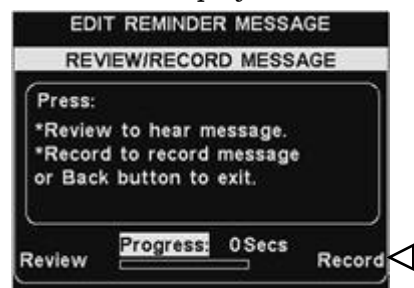 EDIT REMINDER MESSAGE
REVIEW/RECORD MESSAGE
Press:
*Review to hear message.
*Record to record message
or Back button to exit.
Progress: 0Secs
Review Record